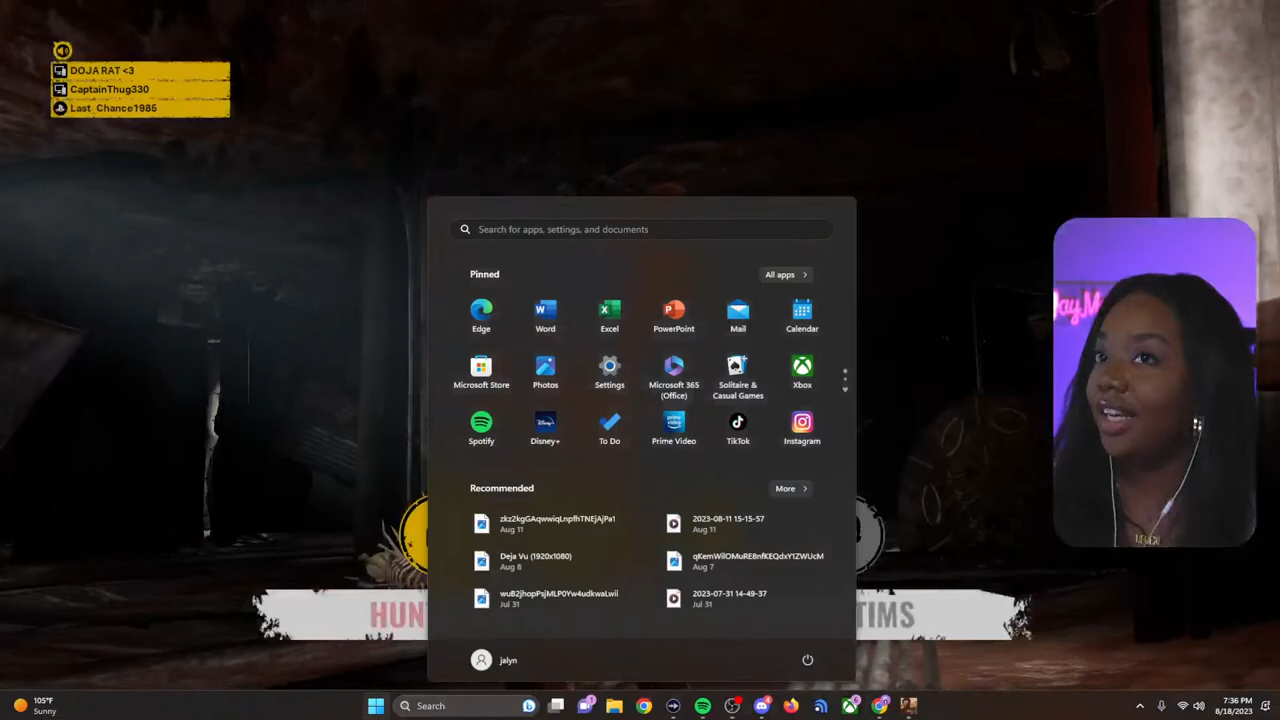 DOJA RAT <3
CaptainThug330
Last_Chance1985
Search for apps, settings, and documents
Pinned
All apps
Edge
Word
Excel
PowerPoint
Mail
Calendar
Microsoft Store
Photos
Settings
Microsoft 365
(Office)
Solitaire &
Casual Games
Xbox
Spotify
Disney+
To Do
Prime Video
TikTok
Instagram
Recommended
More
zkz2kgGAqwwiqLnpfhTNEjAjPa1
Aug 11
2023-08-11 15-15-57
Aug 11
Deja Vu (1920x1080)
Aug 8
qKemWilOMuRE8nfKEQdxY1ZWUcM
Aug 7
wuB2jhopPsjMLP0Yw4udkwaLwii
Jul 31
2023-07-31 14-49-37
Jul 31
HUN
TIMS
jalyn
105°F
Sunny
Search
7:36 PM
8/18/2023